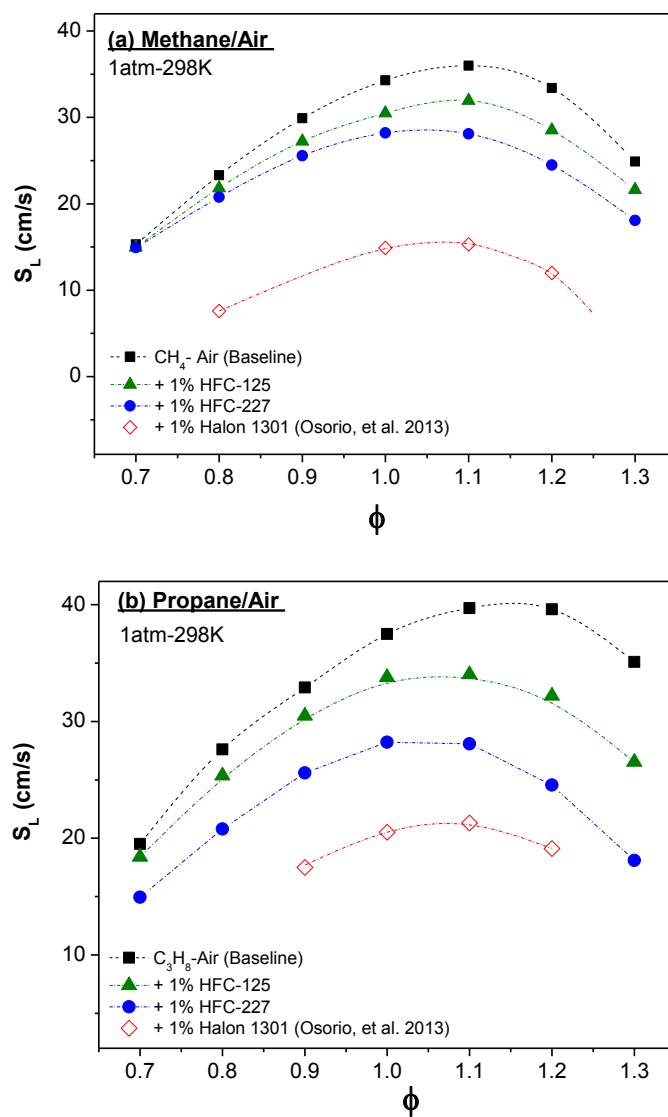 (a) Methane/Air
1atm-298K
40
30
20
10
0
S_L (cm/s)
CH₄- Air (Baseline)
+ 1% HFC-125
+ 1% HFC-227
+ 1% Halon 1301 (Osorio, et al. 2013)
0.7 0.8 0.9 1.0 1.1 1.2 1.3
ϕ
(b) Propane/Air
1atm-298K
40
30
20
10
S_L (cm/s)
C₃H₈-Air (Baseline)
+ 1% HFC-125
+ 1% HFC-227
+ 1% Halon 1301 (Osorio, et al. 2013)
0.7 0.8 0.9 1.0 1.1 1.2 1.3
ϕ